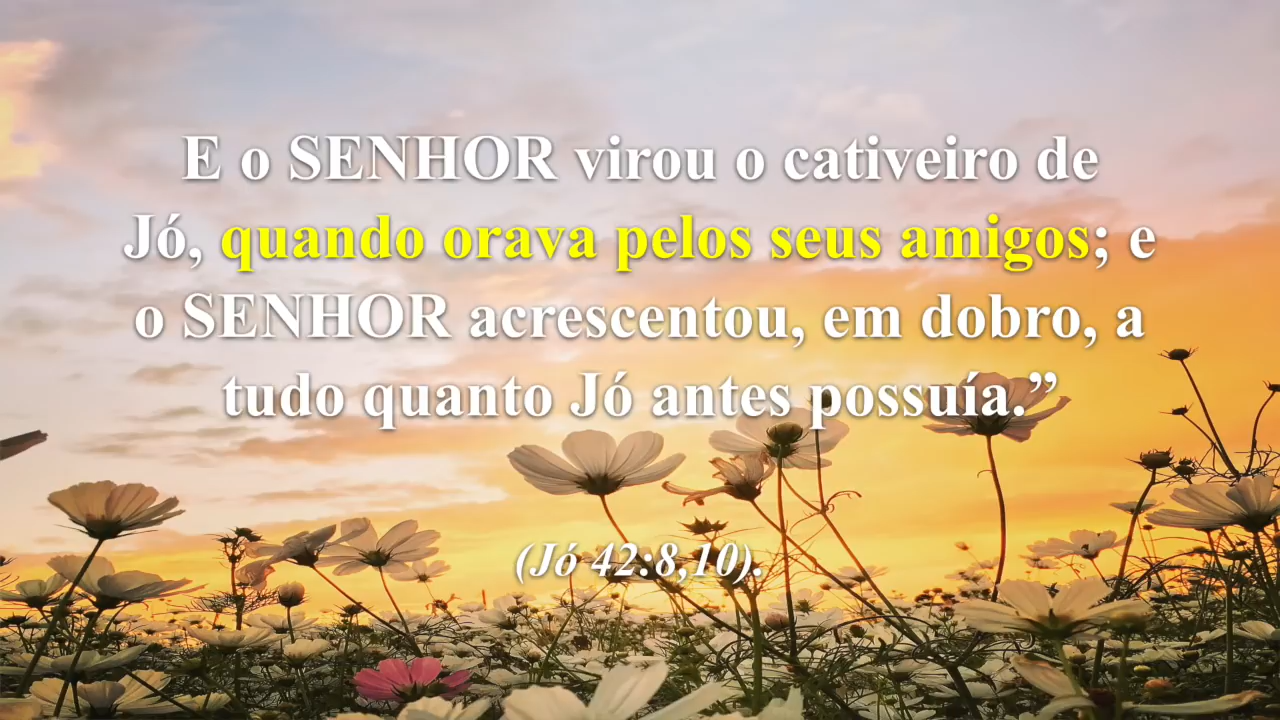 E o SENHOR virou o cativeiro de
Jó, quando orava pelos seus amigos; e
o SENHOR acrescentou, em dobro, a
tudo quanto Jó antes possuía.”
(Jó 42:8,10).